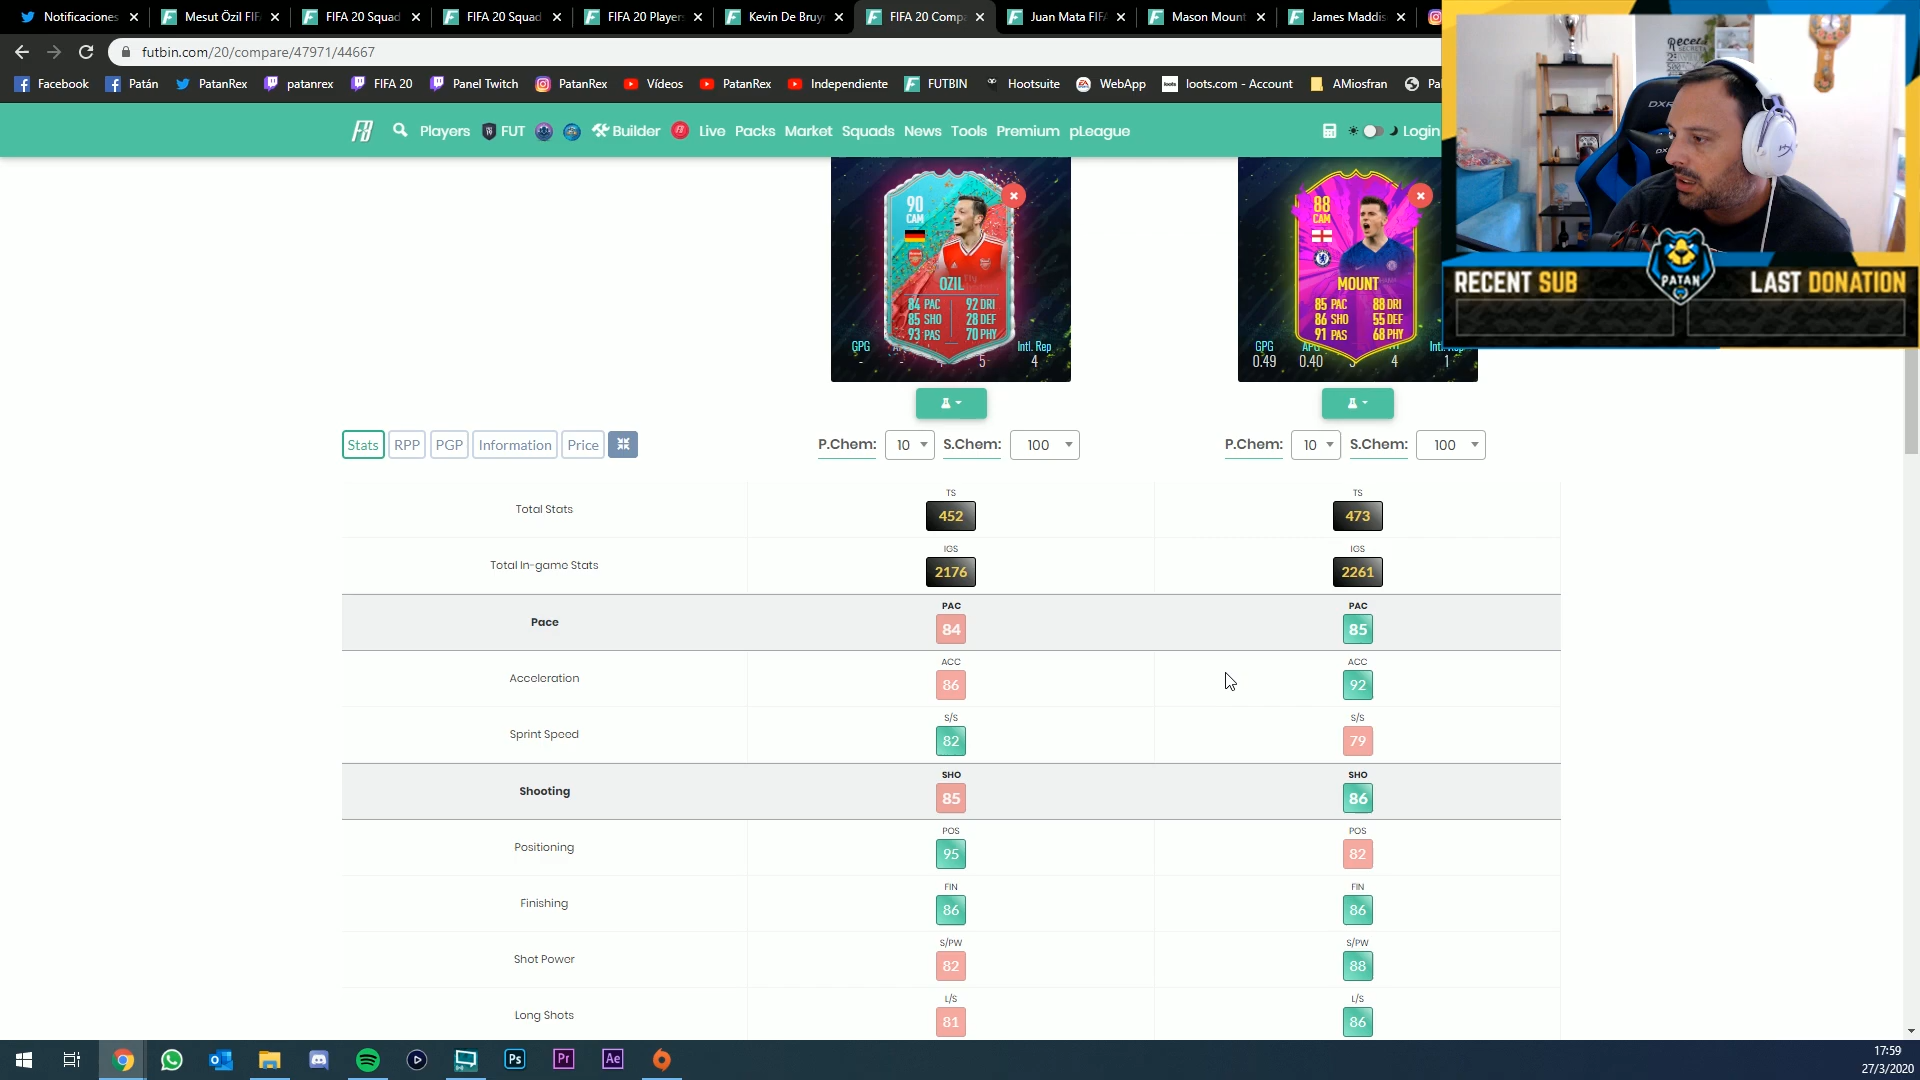 Notificaciones
Mesut Özil FIF
FIFA 20 Squad
FIFA 20 Squad
FIFA 20 Player
Kevin De Bruy
FIFA 20 Comp
Juan Mata FIFA
Mason Mount
James Maddis
futbin.com/20/compare/47971/44667
Facebook Patán PatanRex patanrex FIFA 20 Panel Twitch PatanRex Vídeos PatanRex Independiente FUTBIN Hootsuite WebApp loots.com - Account AMiosfran
Players FUT Builder Live Packs Market Squads News Tools Premium pLeague Login
90
CAM
OZIL
84 PAC 92 DRI
85 SHO 28 DEF
93 PAS 70 PHY
GPG Intl. Rep
- - 5 4
88
CAM
MOUNT
85 PAC 88 DRI
86 SHO 55 DEF
91 PAS 68 PHY
GPG
0.49 0.40 3 4 1
RECENT SUB PATAN LAST DONATION
Stats RPP PGP Information Price
P.Chem: 10 S.Chem: 100
P.Chem: 10 S.Chem: 100
TS TS
Total Stats 452 473
IGS IGS
Total In-game Stats 2176 2261
PAC PAC
Pace 84 85
ACC ACC
Acceleration 86 92
S/S S/S
Sprint Speed 82 79
SHO SHO
Shooting 85 86
POS POS
Positioning 95 82
FIN FIN
Finishing 86 86
S/PW S/PW
Shot Power 82 88
L/S L/S
Long Shots 81 86
Ps Pr Ae
17:59
27/3/2020